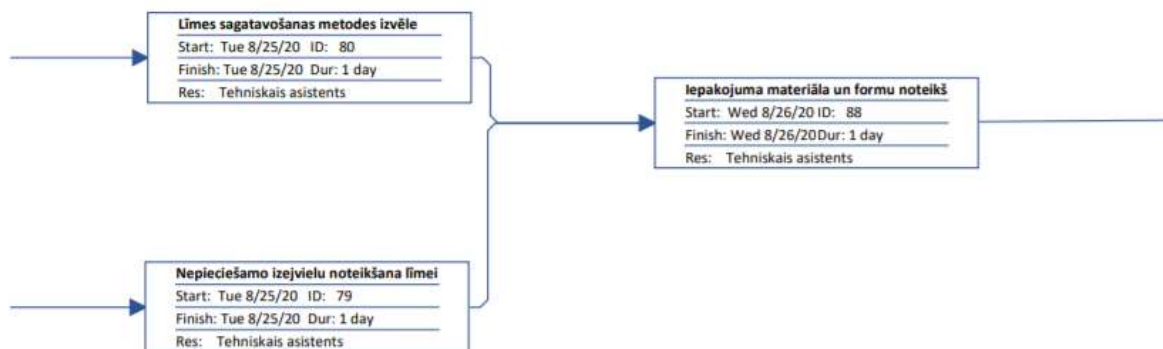 Līmes sagatavošanas metodes izvēle
Start: Tue 8/25/20 ID: 80
Finish: Tue 8/25/20 Dur: 1 day
Res: Tehniskais asistents
Iepakojuma materiāla un formu noteikš
Start: Wed 8/26/20 ID: 88
Finish: Wed 8/26/20 Dur: 1 day
Res: Tehniskais asistents
Nepieciešamo izejvielu noteikšana līmei
Start: Tue 8/25/20 ID: 79
Finish: Tue 8/25/20 Dur: 1 day
Res: Tehniskais asistents